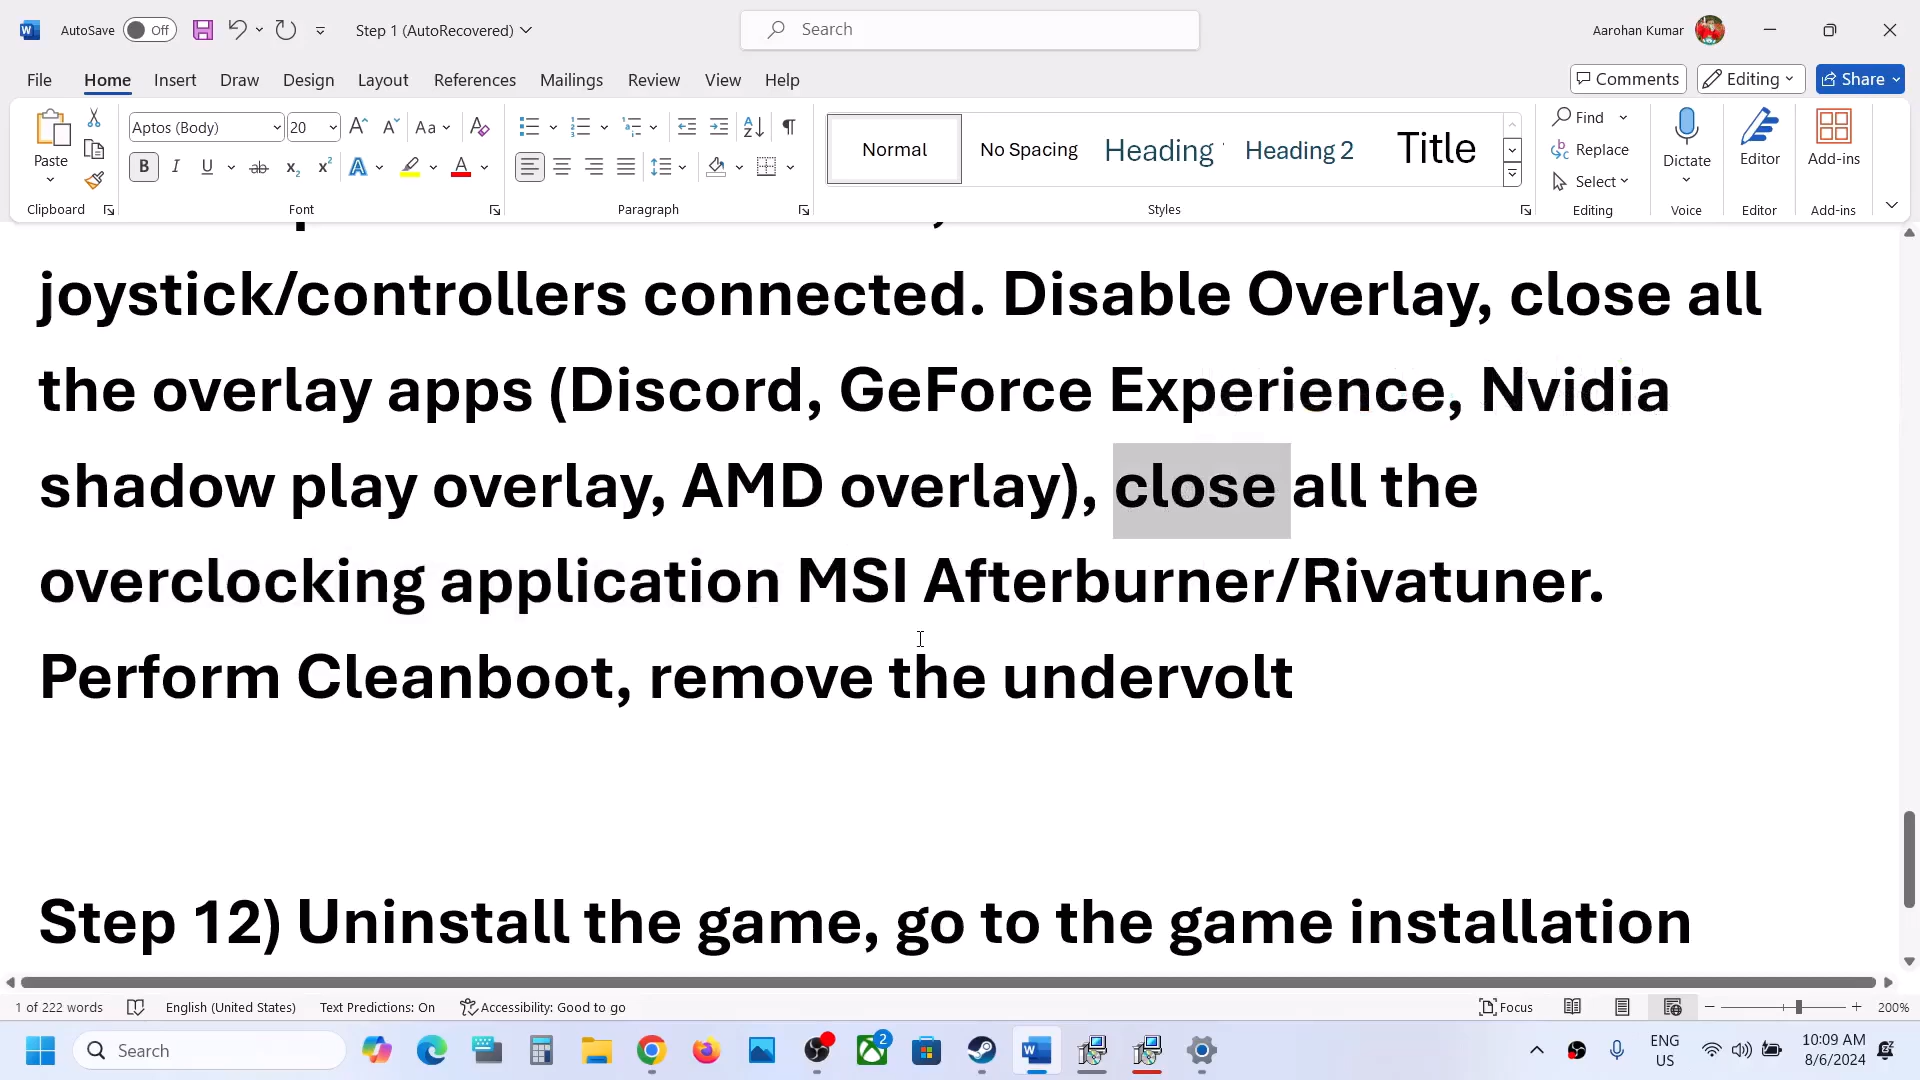 AutoSave Off Step 1 (AutoRecovered) Search Aarohan Kumar
File Home Insert Draw Design Layout References Mailings Review View Help Comments Editing Share
Paste Aptos (Body) 20 Aa Normal No Spacing Heading Heading 2 Title Find Replace Select Dictate Editor Add-ins
Clipboard Font Paragraph Styles Editing Voice Editor Add-ins
joystick/controllers connected. Disable Overlay, close all
the overlay apps (Discord, GeForce Experience, Nvidia
shadow play overlay, AMD overlay), close all the
overclocking application MSI Afterburner/Rivatuner.
Perform Cleanboot, remove the undervolt
Step 12) Uninstall the game, go to the game installation
1 of 222 words English (United States) Text Predictions: On Accessibility: Good to go Focus 200%
Search 2 ENG 10:09 AM
US 8/6/2024